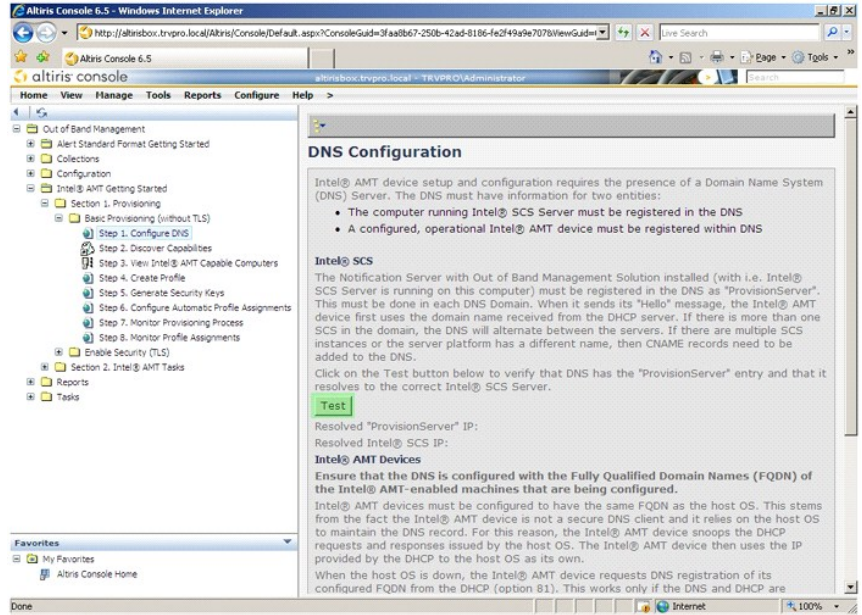 Altiris Console 6.5 - Windows Internet Explorer
http://altirisbox.trvpro.local/Altiris/Console/Default.aspx?ConsoleGuid=3faa8b67-250b-42ad-8186-fe2f49a9e707&ViewGuid=
Live Search
Altiris Console 6.5
Page
Tools
altiris console
altirisbox.trvpro.local - TRVPRO\Administrator
Search
Home View Manage Tools Reports Configure Help >
Out of Band Management
Alert Standard Format Getting Started
Collections
Configuration
Intel® AMT Getting Started
Section 1. Provisioning
Basic Provisioning (without TLS)
Step 1. Configure DNS
Step 2. Discover Capabilities
Step 3. View Intel® AMT Capable Computers
Step 4. Create Profile
Step 5. Generate Security Keys
Step 6. Configure Automatic Profile Assignments
Step 7. Monitor Provisioning Process
Step 8. Monitor Profile Assignments
Enable Security (TLS)
Section 2. Intel® AMT Tasks
Reports
Tasks
Favorites
My Favorites
Altiris Console Home
DNS Configuration
Intel® AMT device setup and configuration requires the presence of a Domain Name System
(DNS) Server. The DNS must have information for two entities:
• The computer running Intel® SCS Server must be registered in the DNS
• A configured, operational Intel® AMT device must be registered within DNS
Intel® SCS
The Notification Server with Out of Band Management Solution installed (with i.e. Intel®
SCS Server is running on this computer) must be registered in the DNS as "ProvisionServer".
This must be done in each DNS Domain. When it sends its "Hello" message, the Intel® AMT
device first uses the domain name received from the DHCP server. If there is more than one
SCS in the domain, the DNS will alternate between the servers. If there are multiple SCS
instances or the server platform has a different name, then CNAME records need to be
added to the DNS.
Click on the Test button below to verify that DNS has the "ProvisionServer" entry and that it
resolves to the correct Intel® SCS Server.
Test
Resolved "ProvisionServer" IP:
Resolved Intel® SCS IP:
Intel® AMT Devices
Ensure that the DNS is configured with the Fully Qualified Domain Names (FQDN) of
the Intel® AMT-enabled machines that are being configured.
Intel® AMT devices must be configured to have the same FQDN as the host OS. This stems
from the fact the Intel® AMT device is not a secure DNS client and it relies on the host OS
to maintain the DNS record. For this reason, the Intel® AMT device snoops the DHCP
requests and responses issued by the host OS. The Intel® AMT device then uses the IP
provided by the DHCP to the host OS as its own.
When the host OS is down, the Intel® AMT device requests DNS registration of its
configured FQDN from the DHCP (option 81). This works only if the DNS and DHCP are
Done
Internet
100%